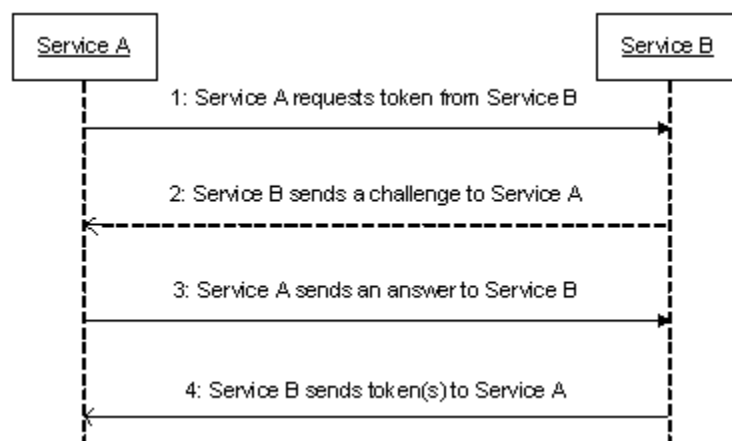 Service A
Service B
1: Service A requests token from Service B
2: Service B sends a challenge to Service A
3: Service A sends an answer to Service B
4: Service B sends token(s) to Service A